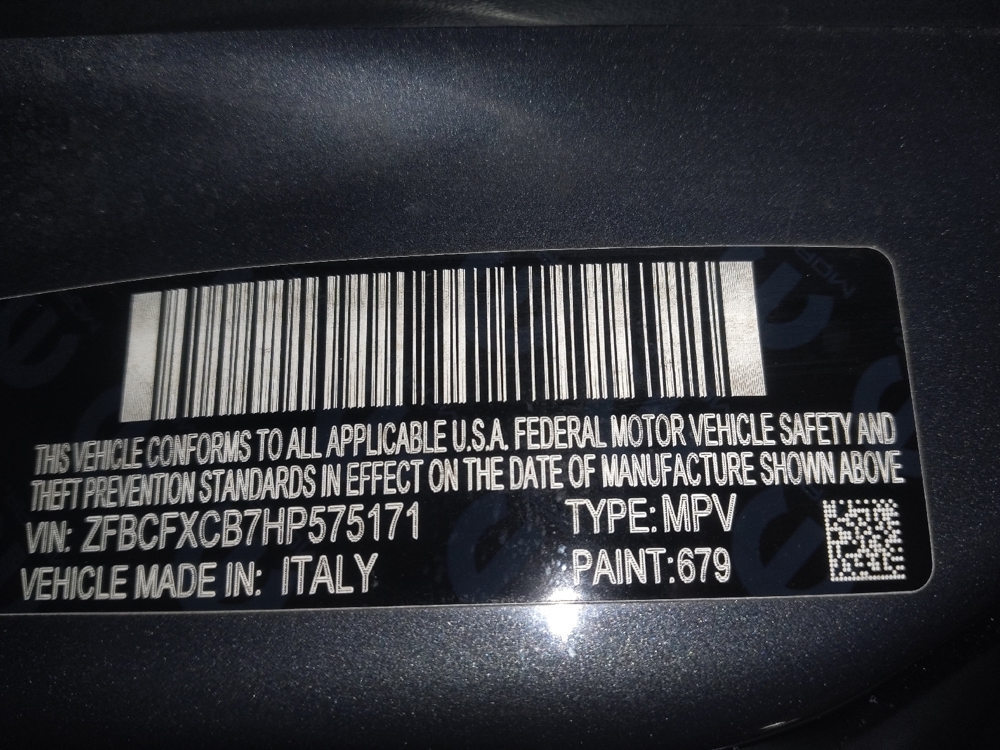 THIS VEHICLE CONFORMS TO ALL APPLICABLE U.S.A. FEDERAL MOTOR VEHICLE SAFETY AND
THEFT PREVENTION STANDARDS IN EFFECT ON THE DATE OF MANUFACTURE SHOWN ABOVE
VIN: ZFBCFXCB7HP575171 TYPE: MPV
VEHICLE MADE IN: ITALY PAINT:679